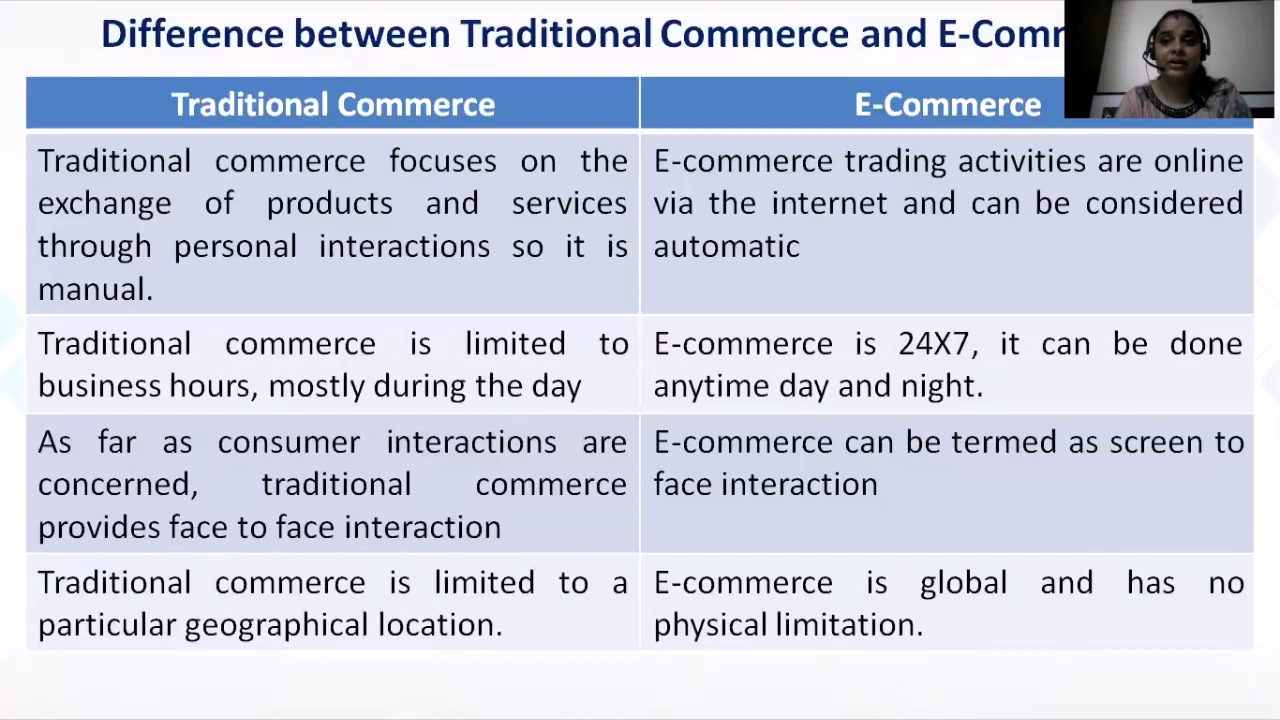 Difference between Traditional Commerce and E-Comm
Traditional Commerce
E-Commerce
Traditional commerce focuses on the
exchange of products and services
through personal interactions so it is
manual.
E-commerce trading activities are online
via the internet and can be considered
automatic
Traditional commerce is limited to
business hours, mostly during the day
E-commerce is 24X7, it can be done
anytime day and night.
As far as consumer interactions are
concerned, traditional commerce
provides face to face interaction
E-commerce can be termed as screen to
face interaction
Traditional commerce is limited to a
particular geographical location.
E-commerce is global and has no
physical limitation.